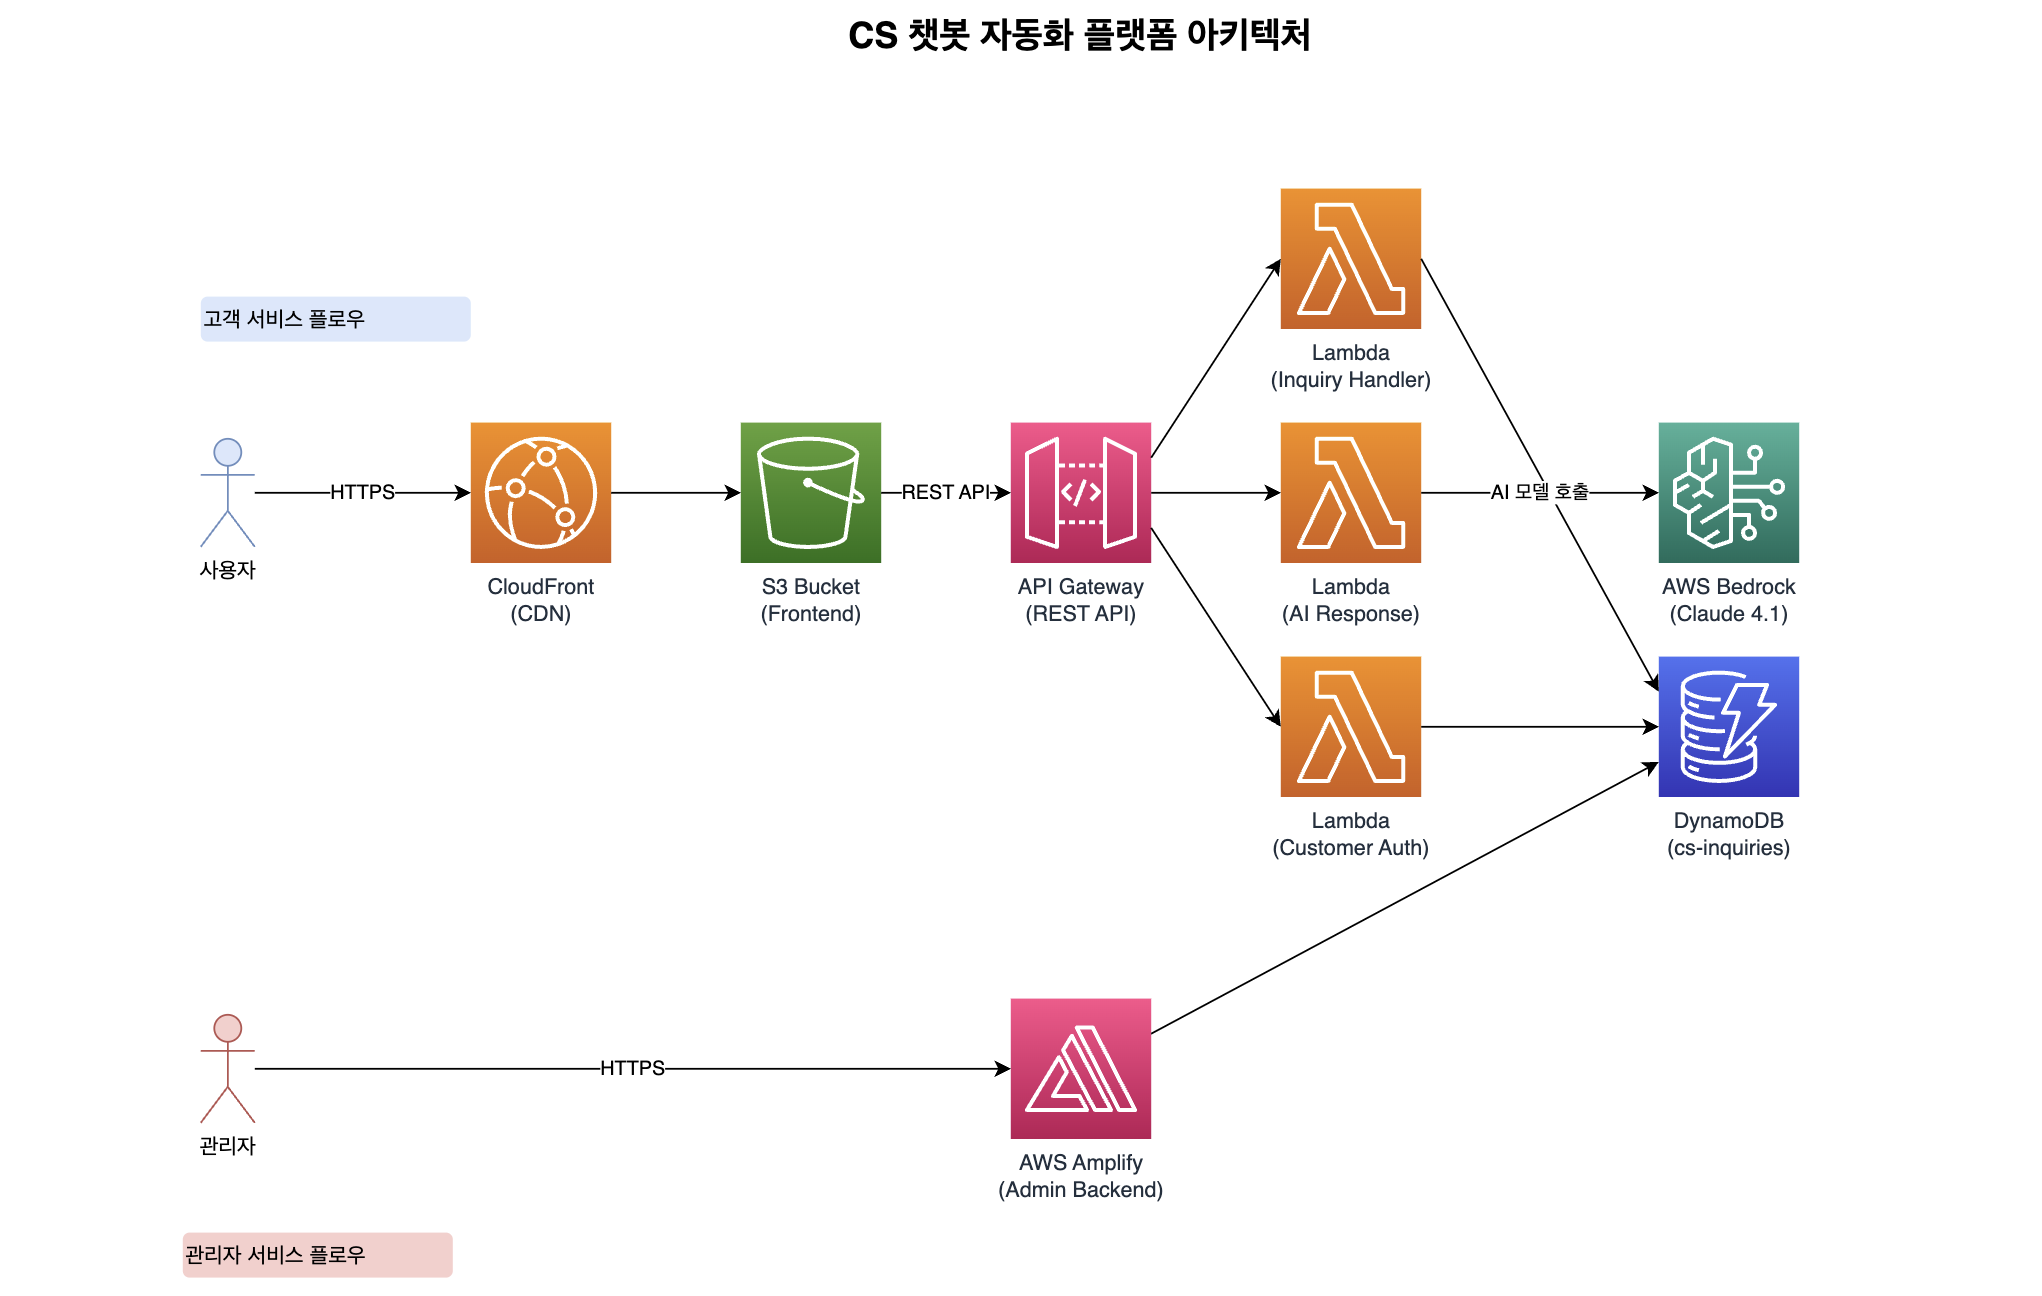 CS 챗봇 자동화 플랫폼 아키텍처
고객 서비스 플로우
사용자
HTTPS
CloudFront
(CDN)
S3 Bucket
(Frontend)
REST API
API Gateway
(REST API)
Lambda
(Inquiry Handler)
Lambda
(AI Response)
Lambda
(Customer Auth)
AI 모델 호출
AWS Bedrock
(Claude 4.1)
DynamoDB
(cs-inquiries)
관리자
HTTPS
AWS Amplify
(Admin Backend)
관리자 서비스 플로우